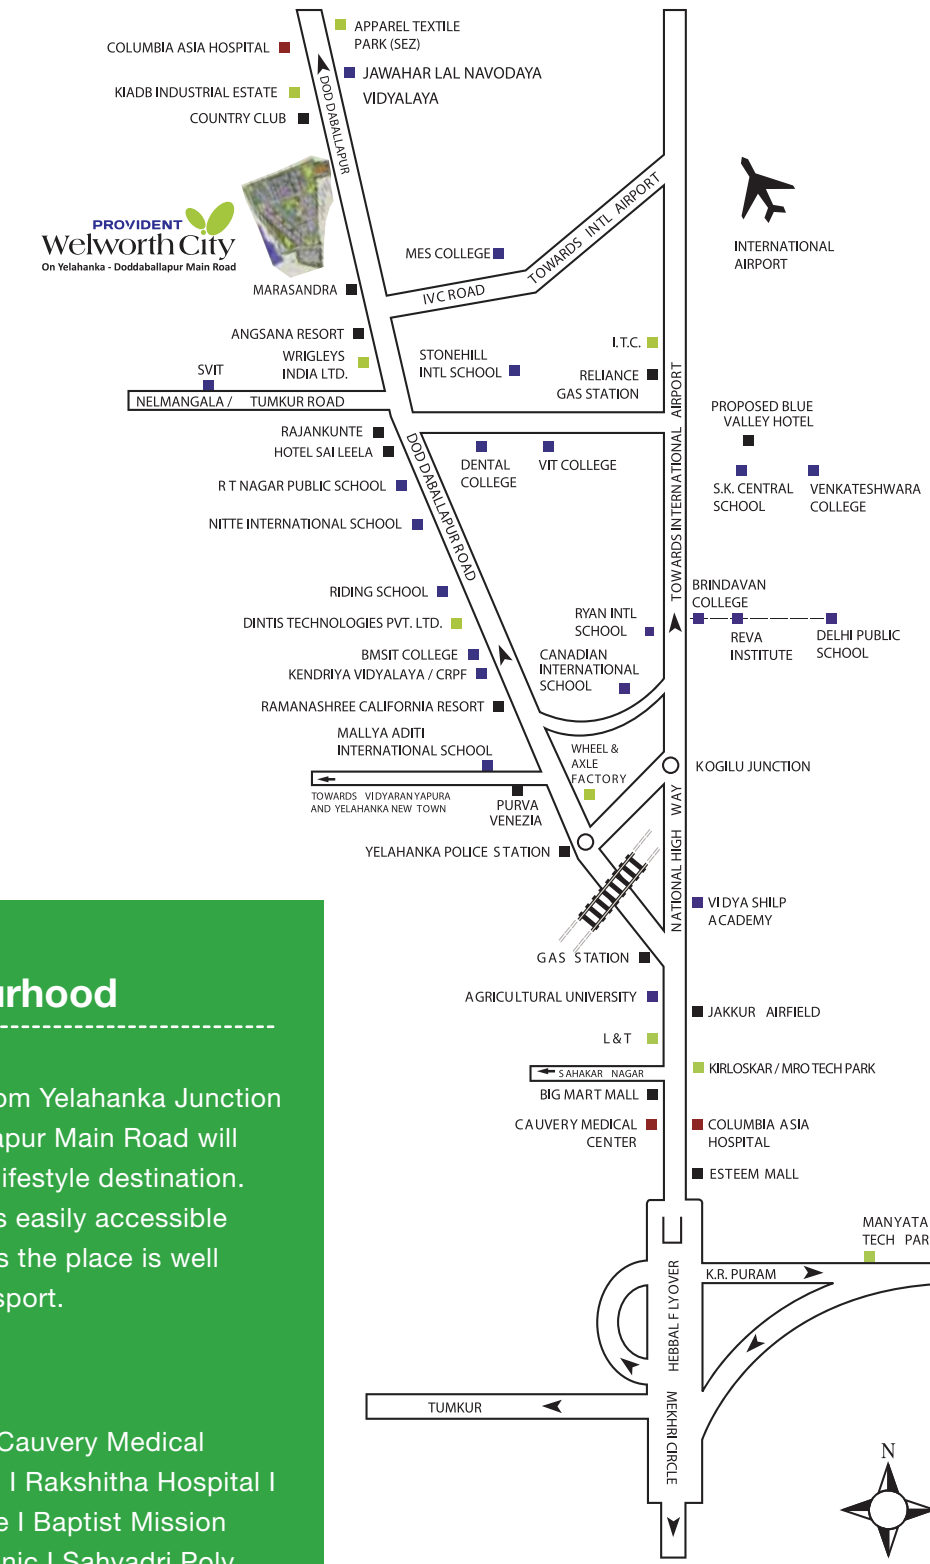 APPAREL TEXTILE
PARK (SEZ)
COLUMBIA ASIA HOSPITAL
JAWAHAR LAL NAVODAYA
VIDYALAYA
KIADB INDUSTRIAL ESTATE
COUNTRY CLUB
DOD DABALLAPUR
PROVIDENT
Welworth City
On Yelahanka - Doddaballapur Main Road
INTERNATIONAL
AIRPORT
TOWARDS INTL AIRPORT
MES COLLEGE
IVC ROAD
MARASANDRA
ANGSANA RESORT
WRIGLEYS
INDIA LTD.
SVIT
STONEHILL
INTL SCHOOL
I.T.C.
RELIANCE
GAS STATION
NELMANGALA / TUMKUR ROAD
PROPOSED BLUE
VALLEY HOTEL
RAJANKUNTE
HOTEL SAI LEELA
DOD DABALLAPUR ROAD
DENTAL
COLLEGE
VIT COLLEGE
TOWARDS INTERNATIONAL AIRPORT
S.K. CENTRAL
SCHOOL
VENKATESHWARA
COLLEGE
R T NAGAR PUBLIC SCHOOL
NITTE INTERNATIONAL SCHOOL
RIDING SCHOOL
BRINDAVAN
COLLEGE
DINTIS TECHNOLOGIES PVT. LTD.
RYAN INTL
SCHOOL
REVA
INSTITUTE
DELHI PUBLIC
SCHOOL
BMSIT COLLEGE
KENDRIYA VIDYALAYA / CRPF
CANADIAN
INTERNATIONAL
SCHOOL
RAMANASHREE CALIFORNIA RESORT
MALLYA ADITI
INTERNATIONAL SCHOOL
WHEEL &
AXLE
FACTORY
KOGILU JUNCTION
TOWARDS VIDYARANYAPURA
AND YELAHANKA NEW TOWN
PURVA
VENEZIA
YELAHANKA POLICE STATION
NATIONAL HIGH WAY
VIDYA SHILP
ACADEMY
GAS STATION
AGRICULTURAL UNIVERSITY
JAKKUR AIRFIELD
L & T
SAHAKAR NAGAR
KIRLOSKAR / MRO TECH PARK
BIG MART MALL
CAUVERY MEDICAL
CENTER
COLUMBIA ASIA
HOSPITAL
ESTEEM MALL
MANYATA
TECH PAR
K.R. PURAM
HEBBAL FLYOVER
TUMKUR
MEKHRI CIRCLE
N
urhood
om Yelahanka Junction
apur Main Road will
lifestyle destination.
s easily accessible
s the place is well
sport.
Cauvery Medical
I Rakshitha Hospital I
e I Baptist Mission
nic I Sahyadri Poly